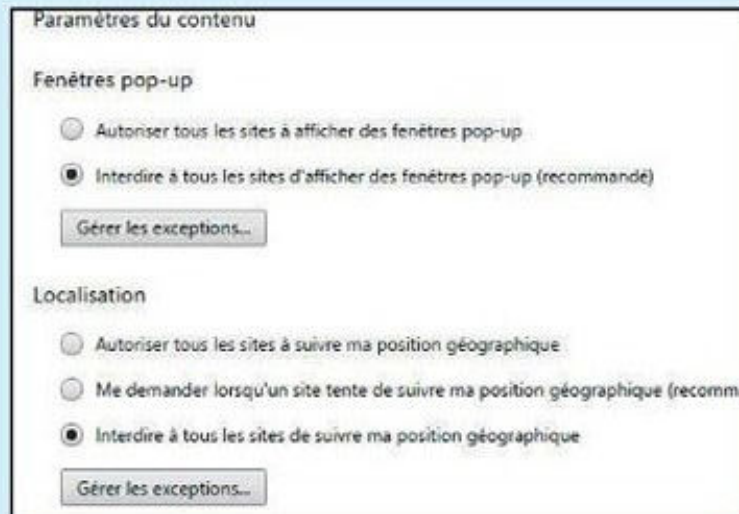 Paramètres du contenu
Fenêtres pop-up
Autoriser tous les sites à afficher des fenêtres pop-up
Interdire à tous les sites d'afficher des fenêtres pop-up (recommandé)
Gérer les exceptions...
Localisation
Autoriser tous les sites à suivre ma position géographique
Me demander lorsqu'un site tente de suivre ma position géographique (recomm
Interdire à tous les sites de suivre ma position géographique
Gérer les exceptions...